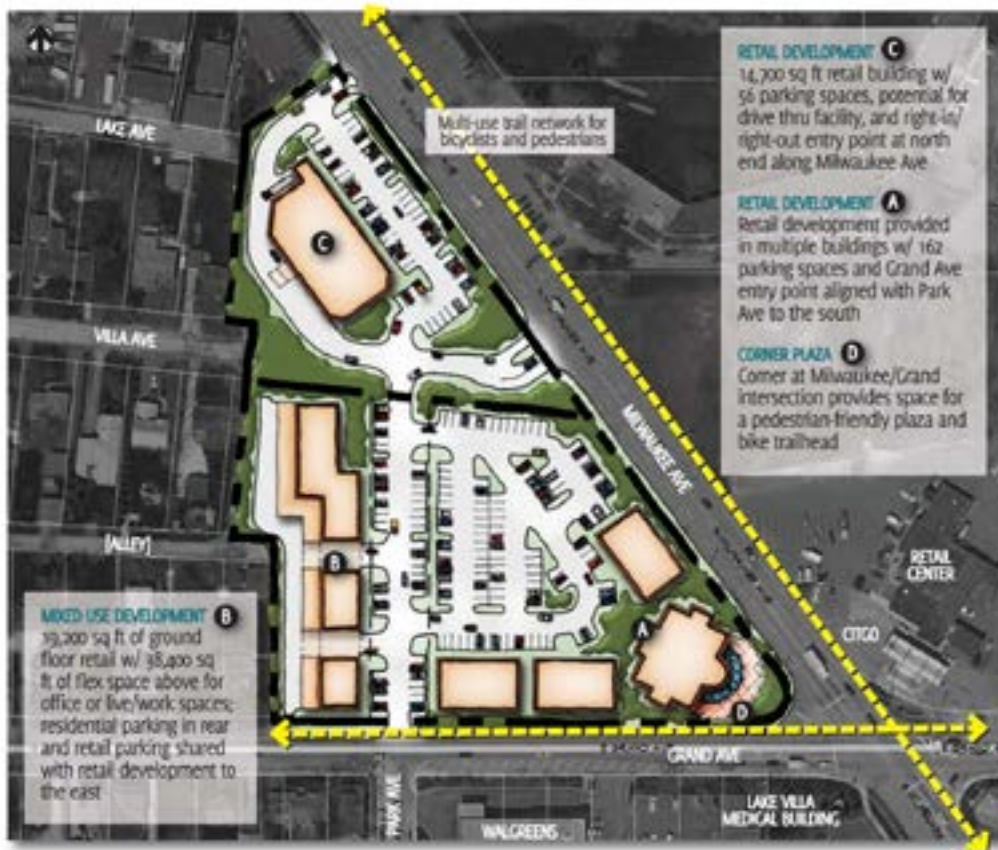 LAKE AVE
Multi-use trail network for
bicyclists and pedestrians
RETAIL DEVELOPMENT C
14,700 sq ft retail building w/
56 parking spaces, potential for
drive thru facility, and right-in/
right-out entry point at north
end along Milwaukee Ave
RETAIL DEVELOPMENT A
Retail development provided
in multiple buildings w/ 162
parking spaces and Grand Ave
entry point aligned with Park
Ave to the south
CORNER PLAZA D
Corner at Milwaukee/Grand
intersection provides space for
a pedestrian-friendly plaza and
bike trailhead
C
VILLA AVE
MILWAUKEE AVE
[ALLEY]
B
RETAIL
CENTER
CITGO
A
D
MIXED USE DEVELOPMENT B
19,200 sq ft of ground
floor retail w/ 38,400 sq
ft of flex space above for
office or live/work spaces;
residential parking in rear
and retail parking shared
with retail development to
the east
GRAND AVE
PARK AVE
WALGREENS
LAKE VILLA
MEDICAL BUILDING